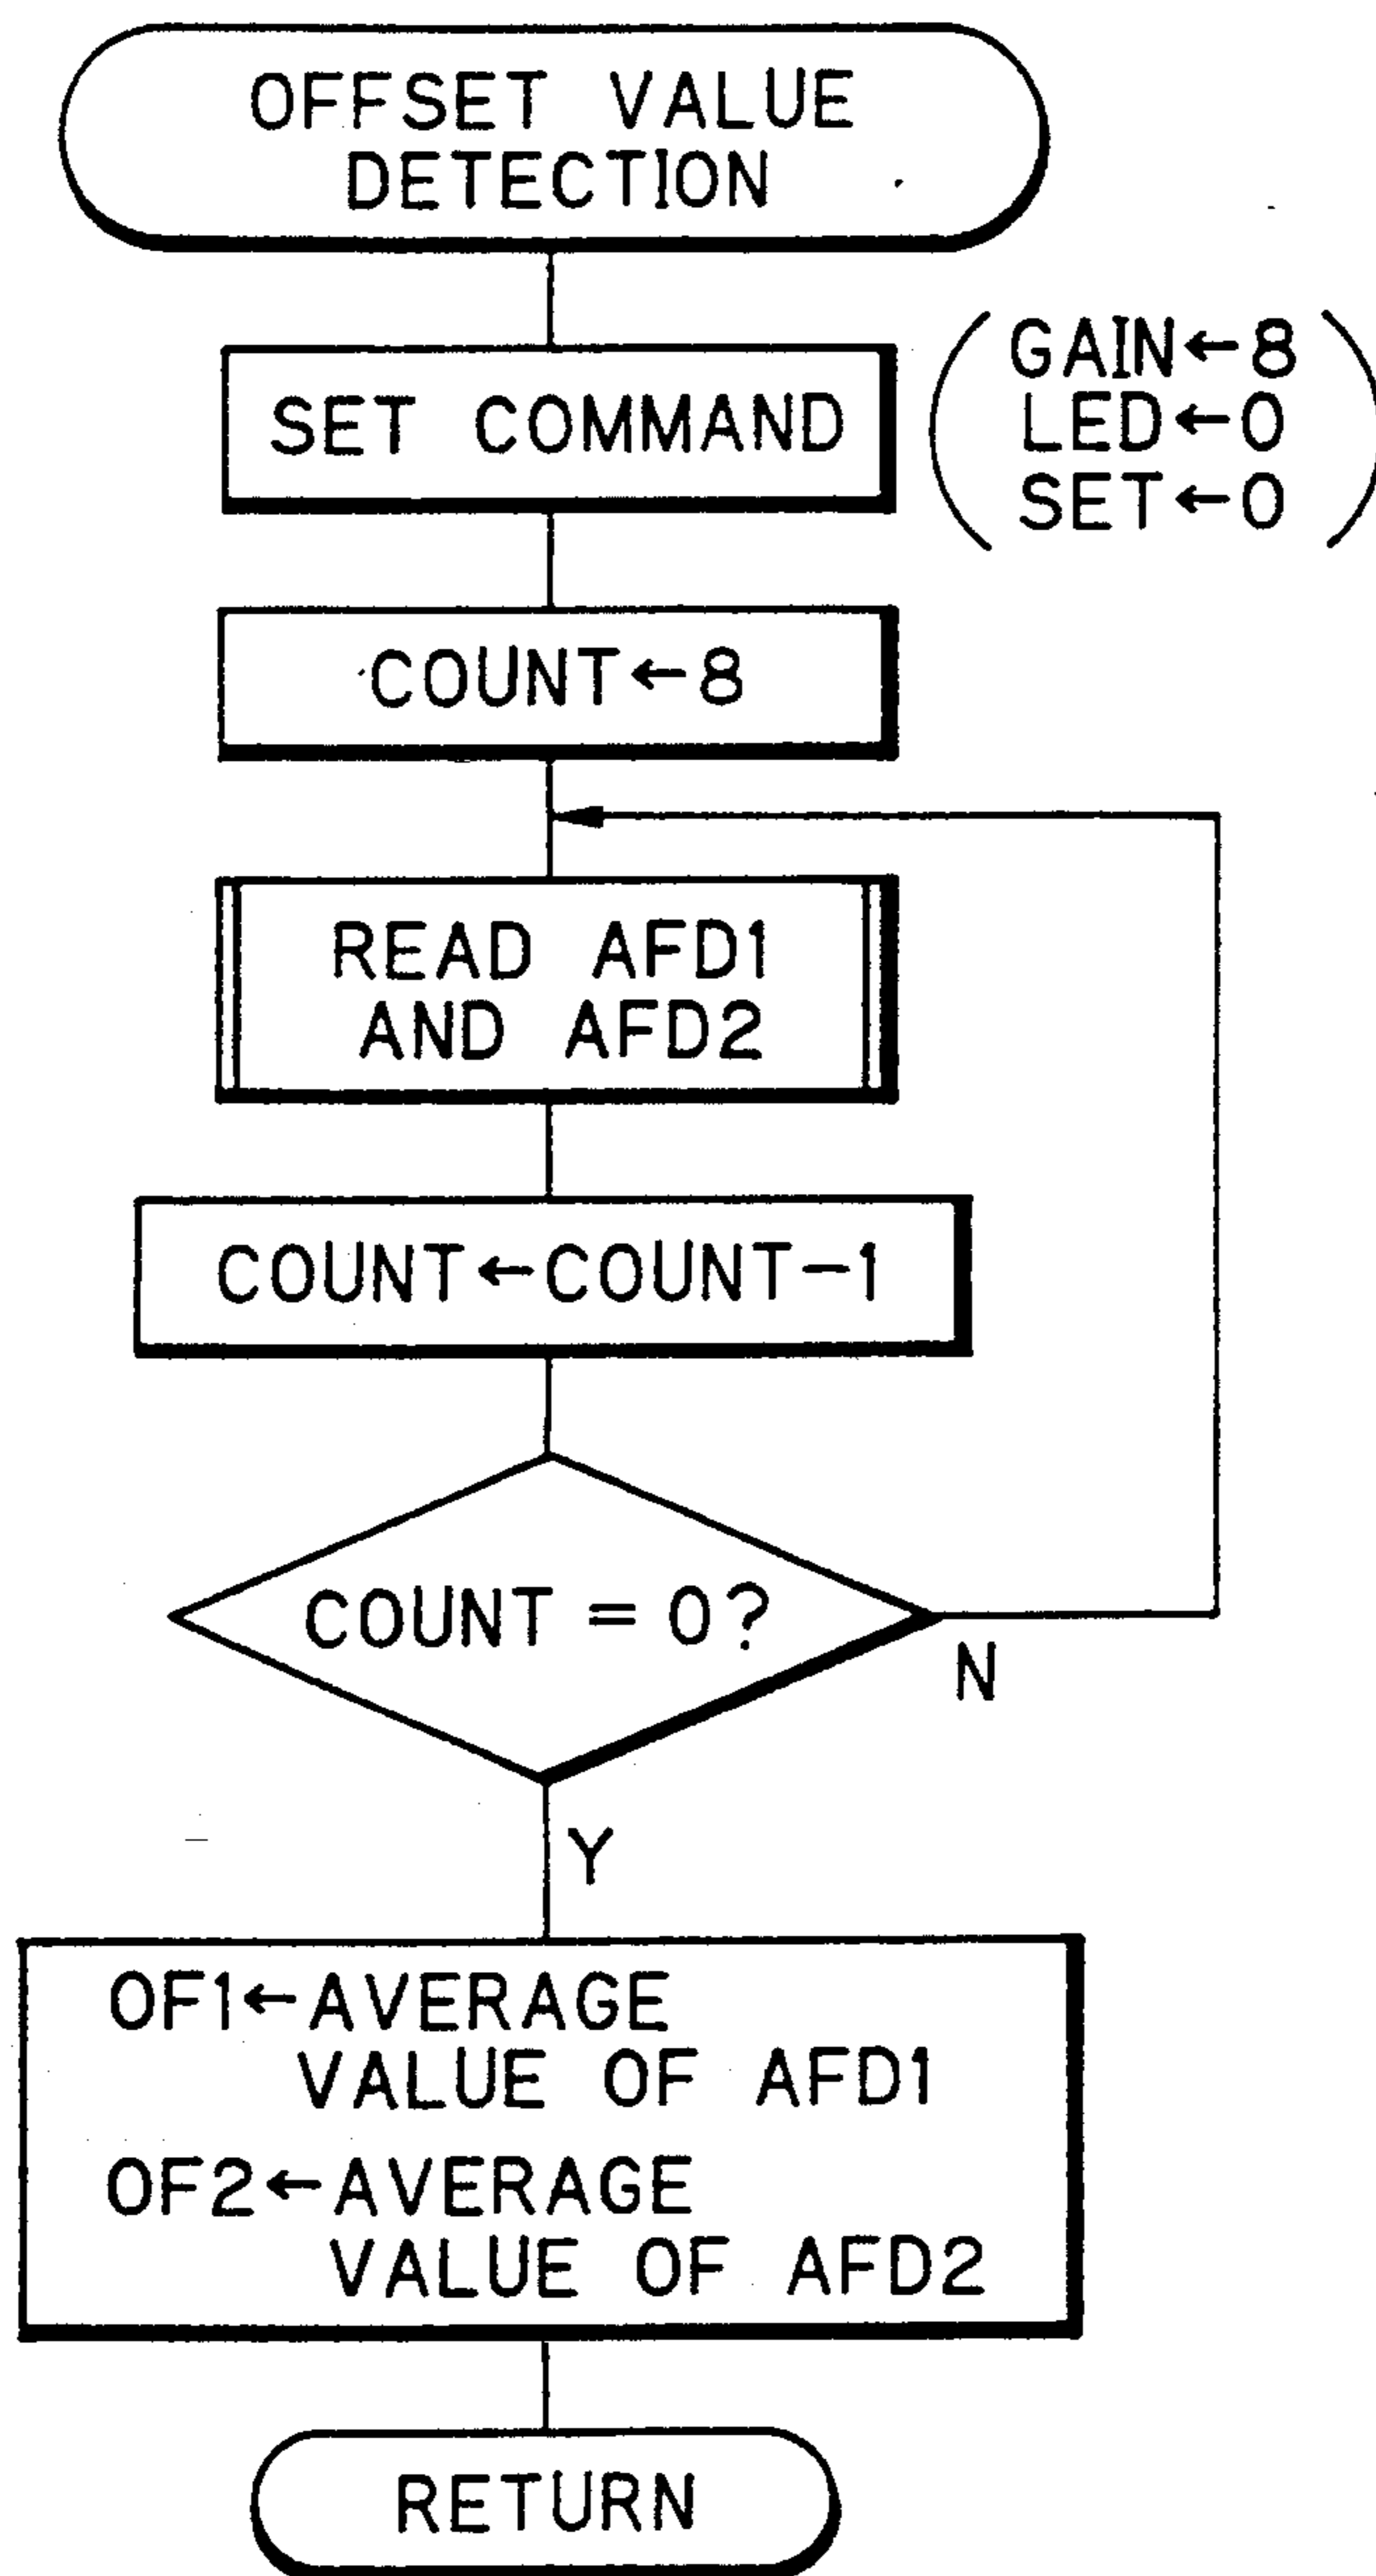 OFFSET VALUE
DETECTION
SET COMMAND
GAIN←8
LED←0
SET←0
COUNT←8
READ AFD1
AND AFD2
COUNT←COUNT-1
COUNT = 0?
N
Y
OF1←AVERAGE
VALUE OF AFD1
OF2←AVERAGE
VALUE OF AFD2
RETURN